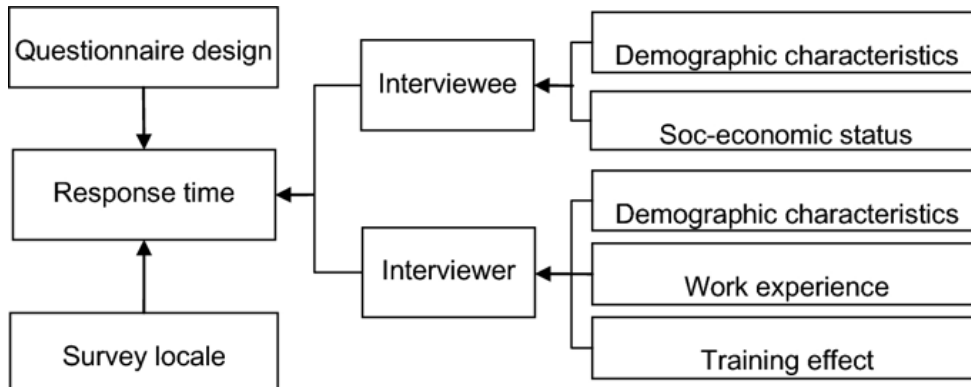 Questionnaire design
Response time
Survey locale
Interviewee
Interviewer
Demographic characteristics
Soc-economic status
Demographic characteristics
Work experience
Training effect